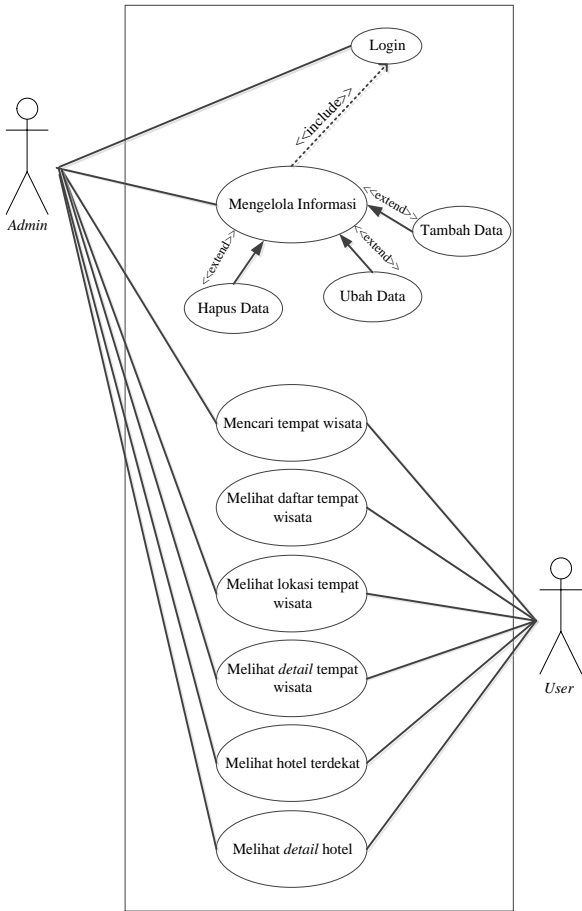 Login
<<include>>
Admin
Mengelola Informasi
<<extend>>
Tambah Data
<<extend>>
<<extend>>
Hapus Data
Ubah Data
Mencari tempat wisata
Melihat daftar tempat
wisata
Melihat lokasi tempat
wisata
Melihat detail tempat
wisata
User
Melihat hotel terdekat
Melihat detail hotel